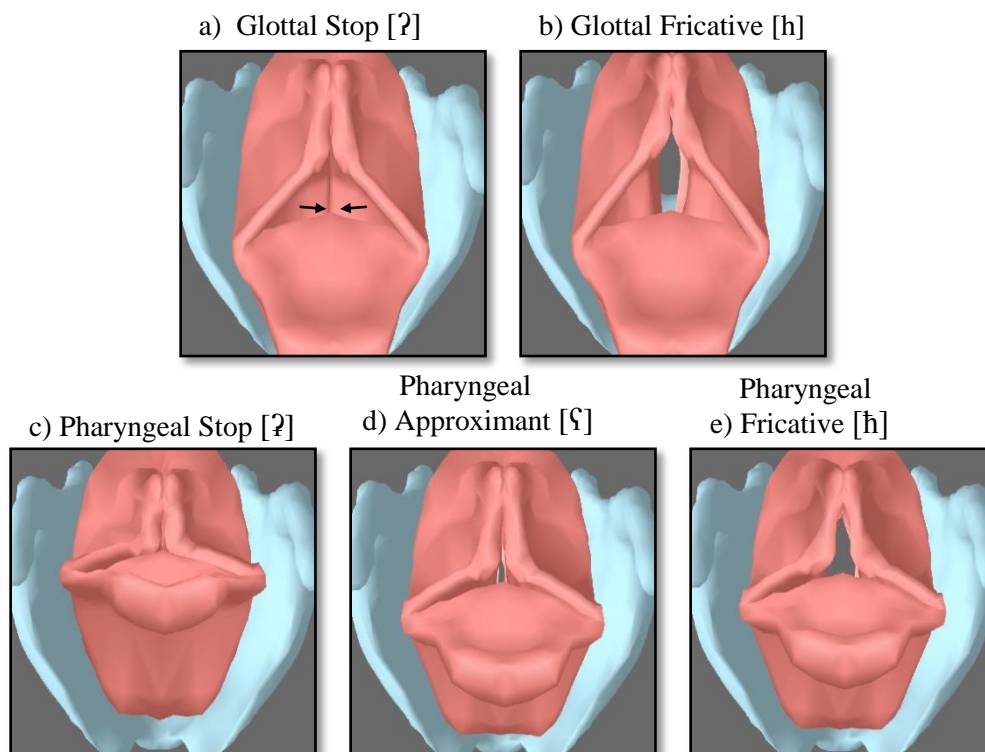 a) Glottal Stop [ʔ]
b) Glottal Fricative [h]
c) Pharyngeal Stop [ʡ]
Pharyngeal
d) Approximant [ʕ]
Pharyngeal
e) Fricative [ħ]